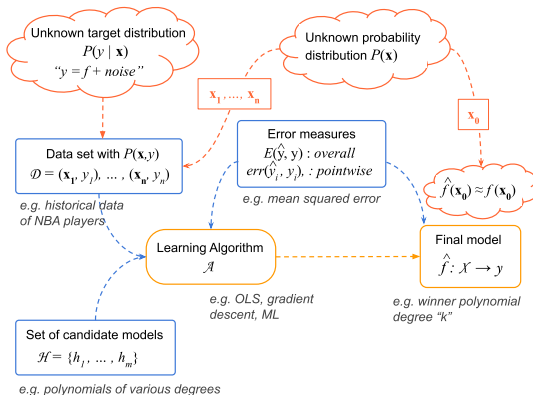 Unknown target distribution
P(y | x)
“y = f + noise”
Unknown probability
distribution P(x)
x1, ..., xn
x0
Data set with P(x,y)
𝒟 = (x1, y1), ... , (xn, yn)
e.g. historical data
of NBA players
Error measures
E(ŷ, y) : overall
err(ŷi, yi), : pointwise
e.g. mean squared error
f̂(x0) ≈ f(x0)
Learning Algorithm
𝒜
e.g. OLS, gradient
descent, ML
Final model
f̂ : 𝒳 → y
e.g. winner polynomial
degree “k”
Set of candidate models
ℋ = {h1, ... , hm}
e.g. polynomials of various degrees